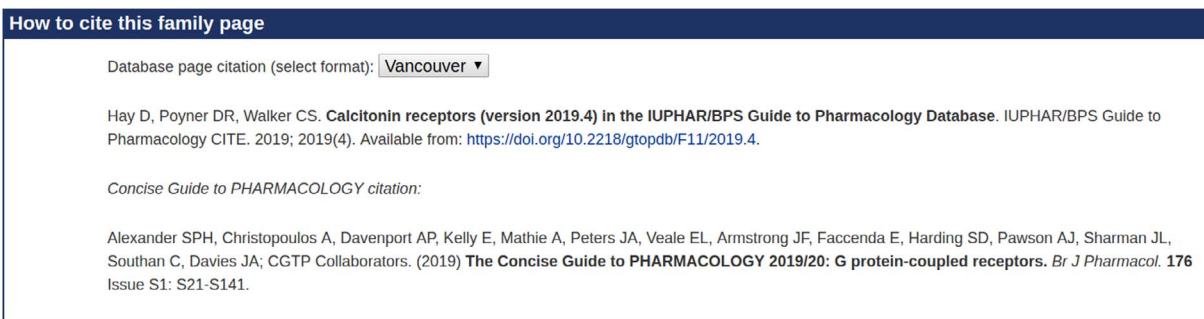 How to cite this family page
Database page citation (select format): Vancouver ▼
Hay D, Poyner DR, Walker CS. Calcitonin receptors (version 2019.4) in the IUPHAR/BPS Guide to Pharmacology Database. IUPHAR/BPS Guide to
Pharmacology CITE. 2019; 2019(4). Available from: https://doi.org/10.2218/gtopdb/F11/2019.4.
Concise Guide to PHARMACOLOGY citation:
Alexander SPH, Christopoulos A, Davenport AP, Kelly E, Mathie A, Peters JA, Veale EL, Armstrong JF, Faccenda E, Harding SD, Pawson AJ, Sharman JL,
Southan C, Davies JA; CGTP Collaborators. (2019) The Concise Guide to PHARMACOLOGY 2019/20: G protein-coupled receptors. Br J Pharmacol. 176
Issue S1: S21-S141.